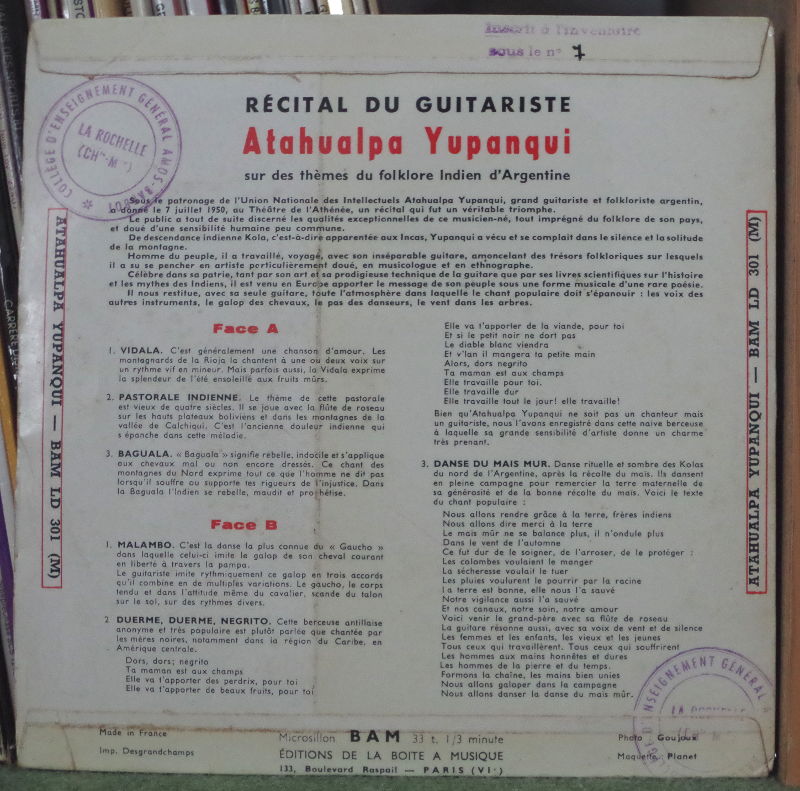 Inscrit à l'inventaire
sous le n° 7
COLLÈGE D'ENSEIGNEMENT GÉNÉRAL
LA ROCHELLE
(CHte-Mme)
RÉCITAL DU GUITARISTE
Atahualpa Yupanqui
sur des thèmes du folklore Indien d'Argentine
Sous le patronage de l'Union Nationale des Intellectuels Atahualpa Yupanqui, grand guitariste et folkloriste argentin,
a donné le 7 juillet 1950, au Théâtre de l'Athénée, un récital qui fut un véritable triomphe.
Le public a tout de suite discerné les qualités exceptionnelles de ce musicien-né, tout imprégné du folklore de son pays,
et doué d'une sensibilité humaine peu commune.
De descendance indienne Kola, c'est-à-dire apparentée aux Incas, Yupanqui a vécu et se complait dans le silence et la solitude
de la montagne.
Homme du peuple, il a travaillé, voyagé, avec son inséparable guitare, amoncelant des trésors folkloriques sur lesquels
il a su se pencher en artiste particulièrement doué, en musicologue et en ethnographe.
Célèbre dans sa patrie, tant par son art et sa prodigieuse technique de la guitare que par ses livres scientifiques sur l'histoire
et les mythes des Indiens, il est venu en Europe apporter le message de son peuple sous une forme musicale d'une rare poésie.
Il nous restitue, avec sa seule guitare, toute l'atmosphère dans laquelle le chant populaire doit s'épanouir : les voix des
autres instruments, le galop des chevaux, le pas des danseurs, le vent dans les arbres.
ATAHUALPA YUPANQUI — BAM LD 301 (M)
Face A
1. VIDALA. C'est généralement une chanson d'amour. Les
montagnards de la Rioja la chantent à une ou deux voix sur
un rythme vif en mineur. Mais parfois aussi, la Vidala exprime
la splendeur de l'été ensoleillé aux fruits mûrs.
2. PASTORALE INDIENNE. Le thème de cette pastorale
est vieux de quatre siècles. Il se joue avec la flûte de roseau
sur les hauts plateaux boliviens et dans les montagnes de la
vallée de Calchiqui. C'est l'ancienne douleur indienne qui
s'épanche dans cette mélodie.
3. BAGUALA. « Baguala » signifie rebelle, indocile et s'applique
aux chevaux mal ou non encore dressés. Ce chant des
montagnes du Nord exprime tout ce que l'homme ne dit pas
lorsqu'il souffre ou supporte tes rigueurs de l'injustice. Dans
la Baguala l'Indien se rebelle, maudit et prophétise.
Face B
1. MALAMBO. C'est la danse la plus connue du « Gaucho »
dans laquelle celui-ci imite le galop de son cheval courant
en liberté à travers la pampa.
Le guitariste imite rythmiquement ce galop en trois accords
qu'il combine en de multiples variations. Le gaucho, le corps
tendu et dans l'attitude même du cavalier, scande du talon
sur le sol, sur des rythmes divers.
2. DUERME, DUERME, NEGRITO. Cette berceuse antillaise
anonyme et très populaire est plutôt parlée que chantée par
les mères noires, notamment dans la région du Caribe, en
Amérique centrale.
Dors, dors; negrito
Ta maman est aux champs
Elle va t'apporter des perdrix, pour toi
Elle va t'apporter de beaux fruits, pour toi
Elle va t'apporter de la viande, pour toi
Et si le petit noir ne dort pas
Le diable blanc viendra
Et v'lan il mangera ta petite main
Alors, dors negrito
Ta maman est aux champs
Elle travaille pour toi.
Elle travaille dur
Elle travaille tout le jour! elle travaille!
Bien qu'Atahualpa Yupanqui ne soit pas un chanteur mais
un guitariste, nous l'avons enregistré dans cette naïve berceuse
à laquelle sa grande sensibilité d'artiste donne un charme
très prenant.
3. DANSE DU MAIS MUR. Danse rituelle et sombre des Kolas
du nord de l'Argentine, après la récolte du maïs. Ils dansent
en pleine campagne pour remercier la terre maternelle de
sa générosité et de la bonne récolte du maïs. Voici le texte
du chant populaire :
Nous allons rendre grâce à la terre, frères indiens
Nous allons dire merci à la terre
Le maïs mûr ne se balance plus, il n'ondule plus
Dans le vent de l'automne
Ce fut dur de le soigner, de l'arroser, de le protéger :
Les colombes voulaient le manger
La sécheresse voulait le tuer
Les pluies voulurent le pourrir par la racine
La terre est bonne, elle nous l'a sauvé
Notre vigilance aussi l'a sauvé
Et nos canaux, notre soin, notre amour
Voici venir le grand-père avec sa flûte de roseau
La guitare résonne aussi, avec sa voix de vent et de silence
Les femmes et les enfants, les vieux et les jeunes
Tous ceux qui travaillèrent. Tous ceux qui souffrirent
Les hommes aux mains honnêtes et dures
Les hommes de la pierre et du temps.
Formons la chaîne, les mains bien unies
Nous allons galoper dans la campagne
Nous allons danser la danse du maïs mûr.
ATAHUALPA YUPANQUI — BAM LD 301 (M)
ENSEIGNEMENT GÉNÉRAL
LA ROCHELLE
Made in France
Imp. Desgrandchamps
Microsillon BAM 33 t. 1/3 minute
ÉDITIONS DE LA BOITE A MUSIQUE
133, Boulevard Raspail — PARIS (VIe)
Photo : Goujoux
Maquette : Planet